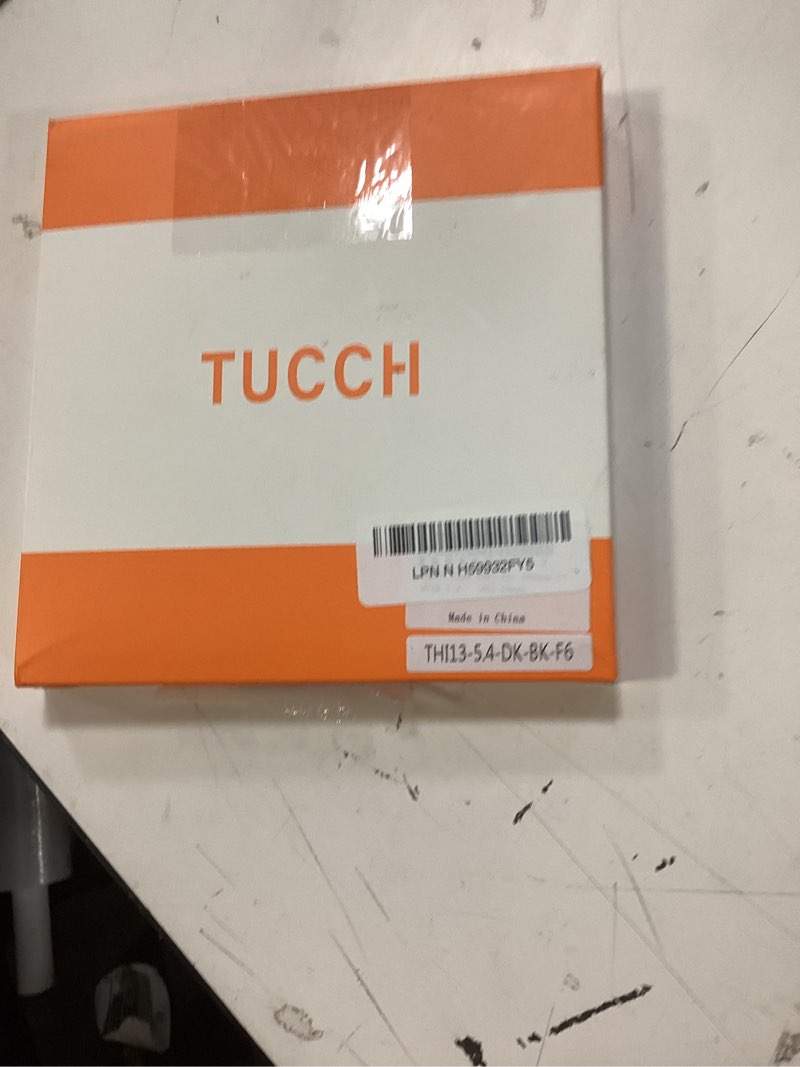 TUCCH
LPN N H59932FY5
Made in China
THI13-5.4-DK-BK-F6